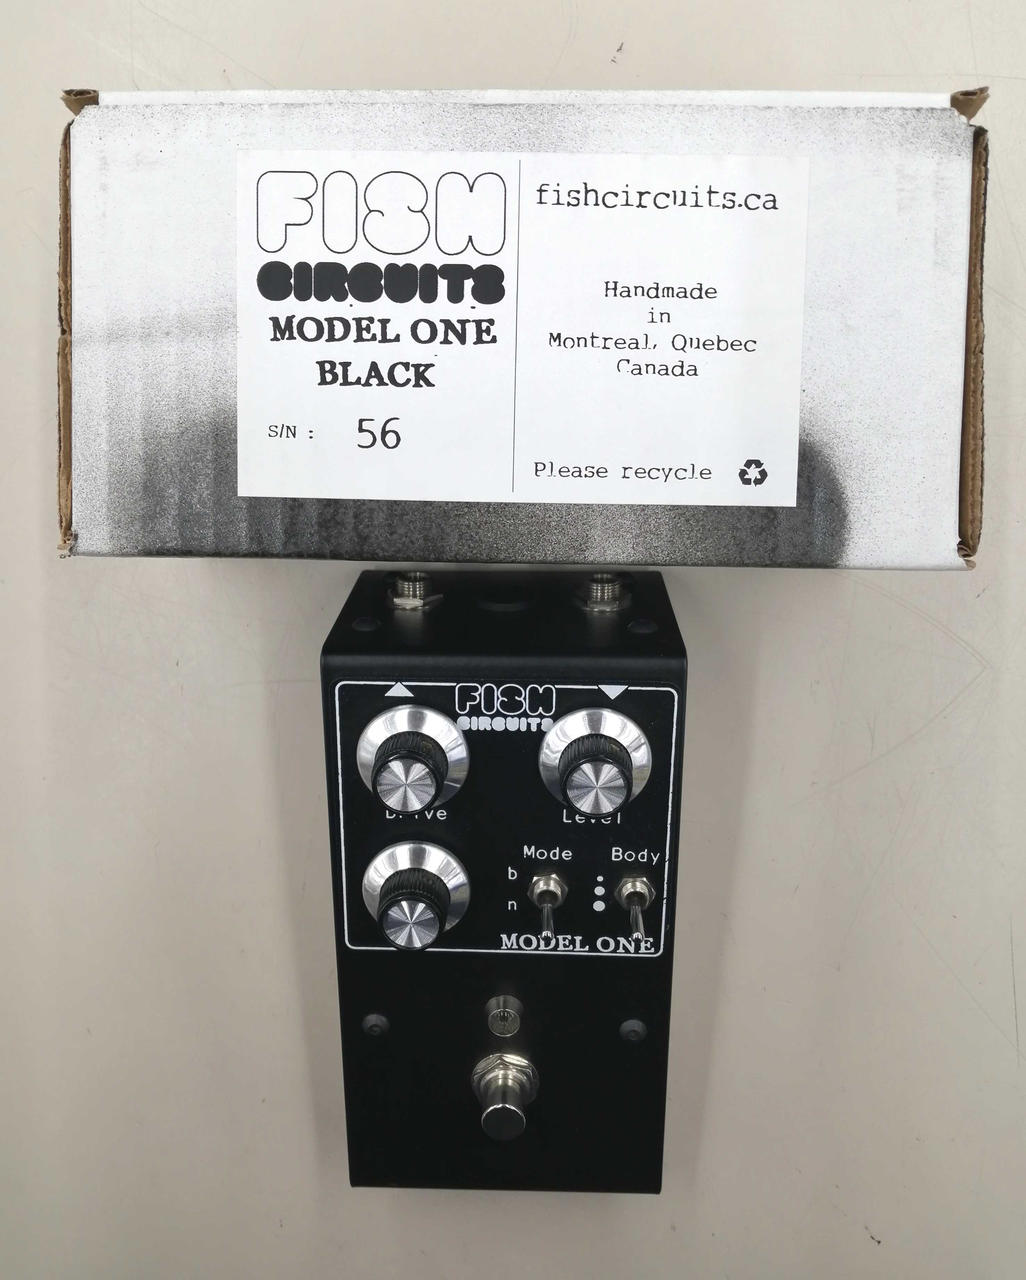 FISH
CIRCUITS
MODEL ONE
BLACK
S/N : 56
fishcircuits.ca
Handmade
in
Montreal, Quebec
Canada
Please recycle
FISH
CIRCUITS
Drive
Level
Mode
Body
b
n
MODEL ONE